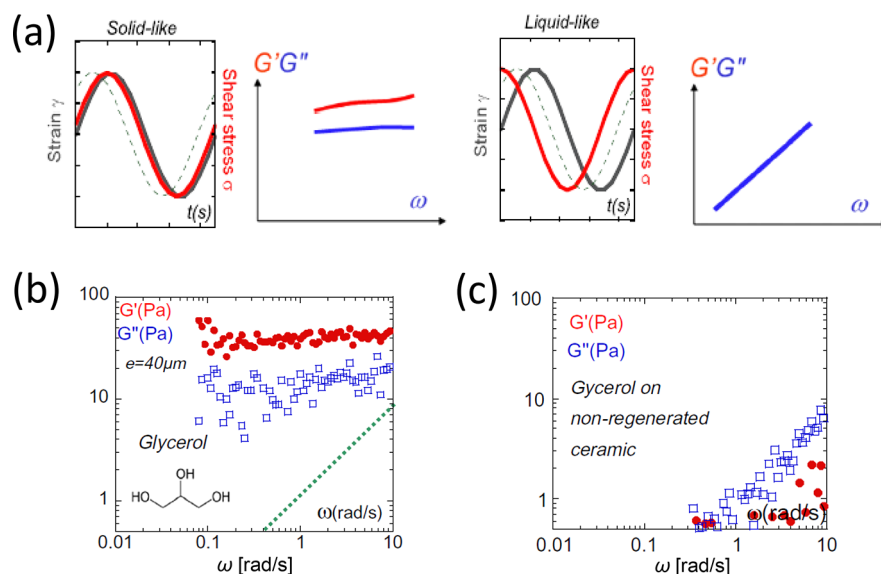 (a)
Solid-like
Strain γ
Shear stress σ
t(s)
G'G"
ω
Liquid-like
Strain γ
Shear stress σ
t(s)
G'G"
ω
(b)
100
10
1
G'(Pa)
G"(Pa)
e=40μm
Glycerol
OH
HO
OH
ω(rad/s)
0.01
0.1
1
10
ω [rad/s]
(c)
100
10
1
G'(Pa)
G"(Pa)
Gycerol on
non-regenerated
ceramic
ω(rad/s)
0.01
0.1
1
10
ω [rad/s]